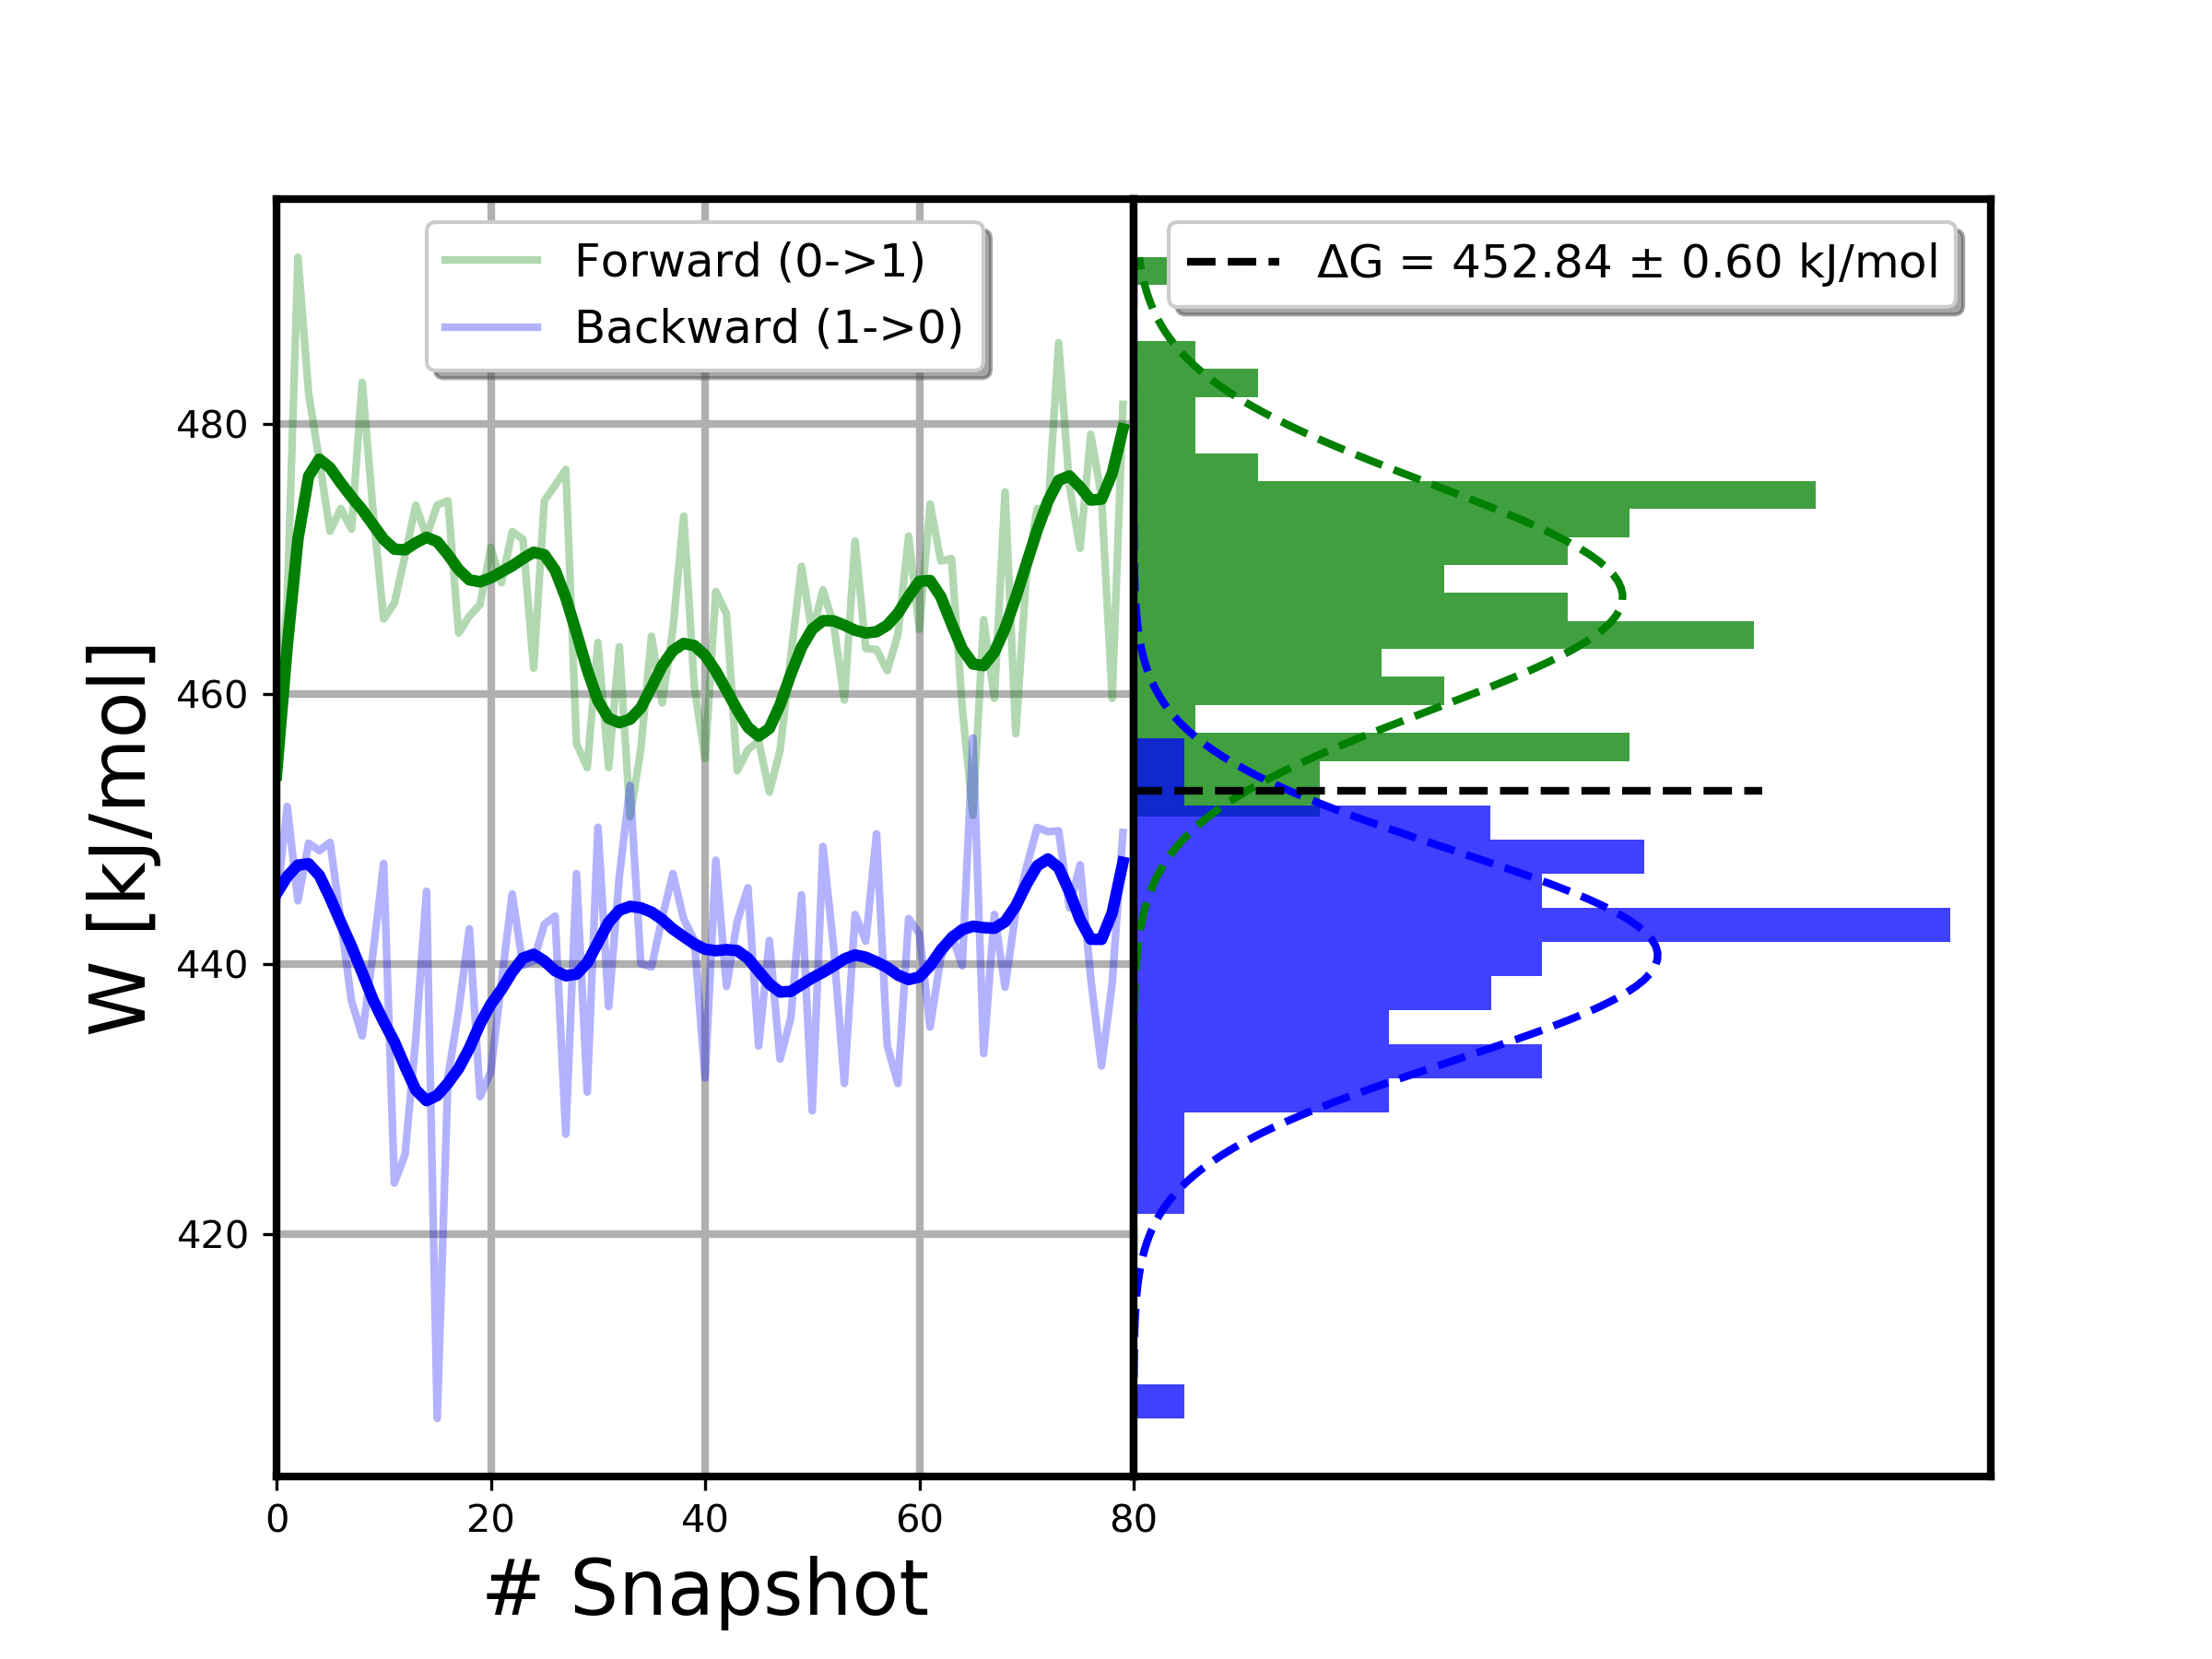 Forward (0->1)
Backward (1->0)
ΔG = 452.84 ± 0.60 kJ/mol
W [kJ/mol]
480
460
440
420
0 20 40 60 80
# Snapshot